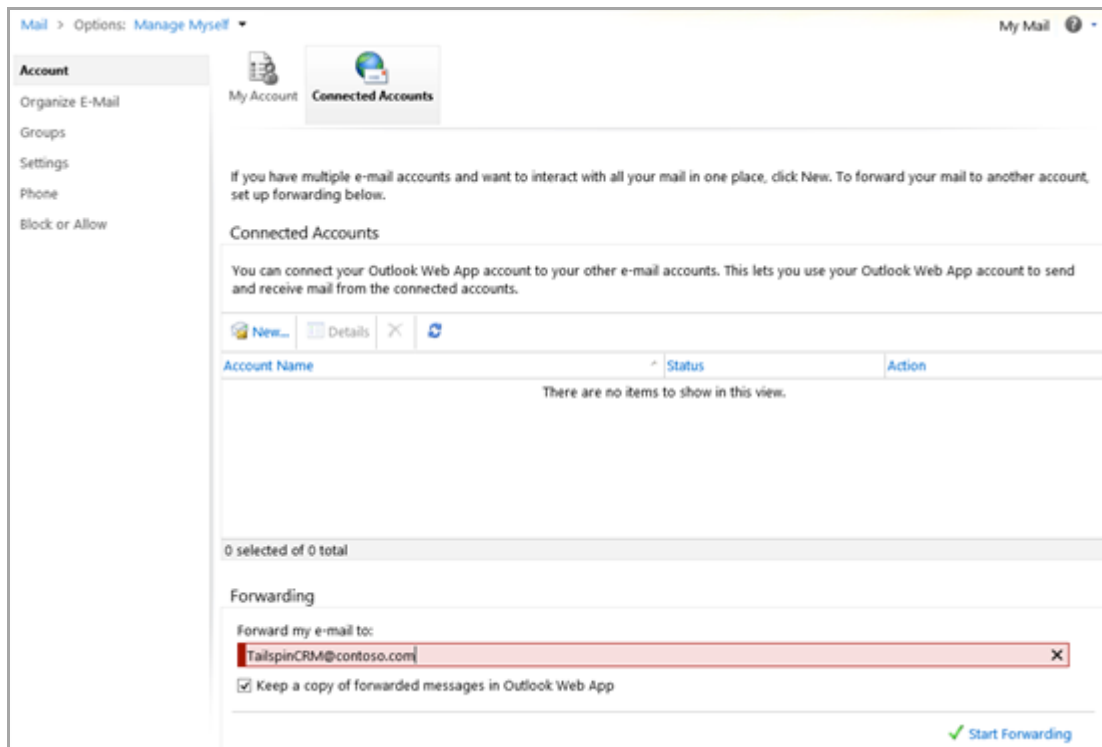 Mail > Options: Manage Myself
My Mail
Account
Organize E-Mail
Groups
Settings
Phone
Block or Allow
My Account
Connected Accounts
If you have multiple e-mail accounts and want to interact with all your mail in one place, click New. To forward your mail to another account,
set up forwarding below.
Connected Accounts
You can connect your Outlook Web App account to your other e-mail accounts. This lets you use your Outlook Web App account to send
and receive mail from the connected accounts.
New... Details
Account Name Status Action
There are no items to show in this view.
0 selected of 0 total
Forwarding
Forward my e-mail to:
TailspinCRM@contoso.com
Keep a copy of forwarded messages in Outlook Web App
Start Forwarding